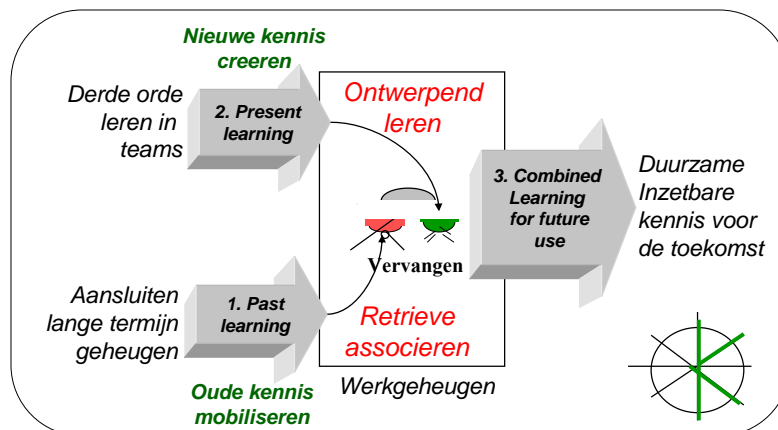 Nieuwe kennis
creeren
Derde orde
leren in
teams
2. Present
learning
Ontwerpend
leren
3. Combined
Learning
for future
use
Duurzame
Inzetbare
kennis voor
de toekomst
Vervangen
Aansluiten
lange termijn
geheugen
1. Past
learning
Retrieve
associeren
Werkgeheugen
Oude kennis
mobiliseren